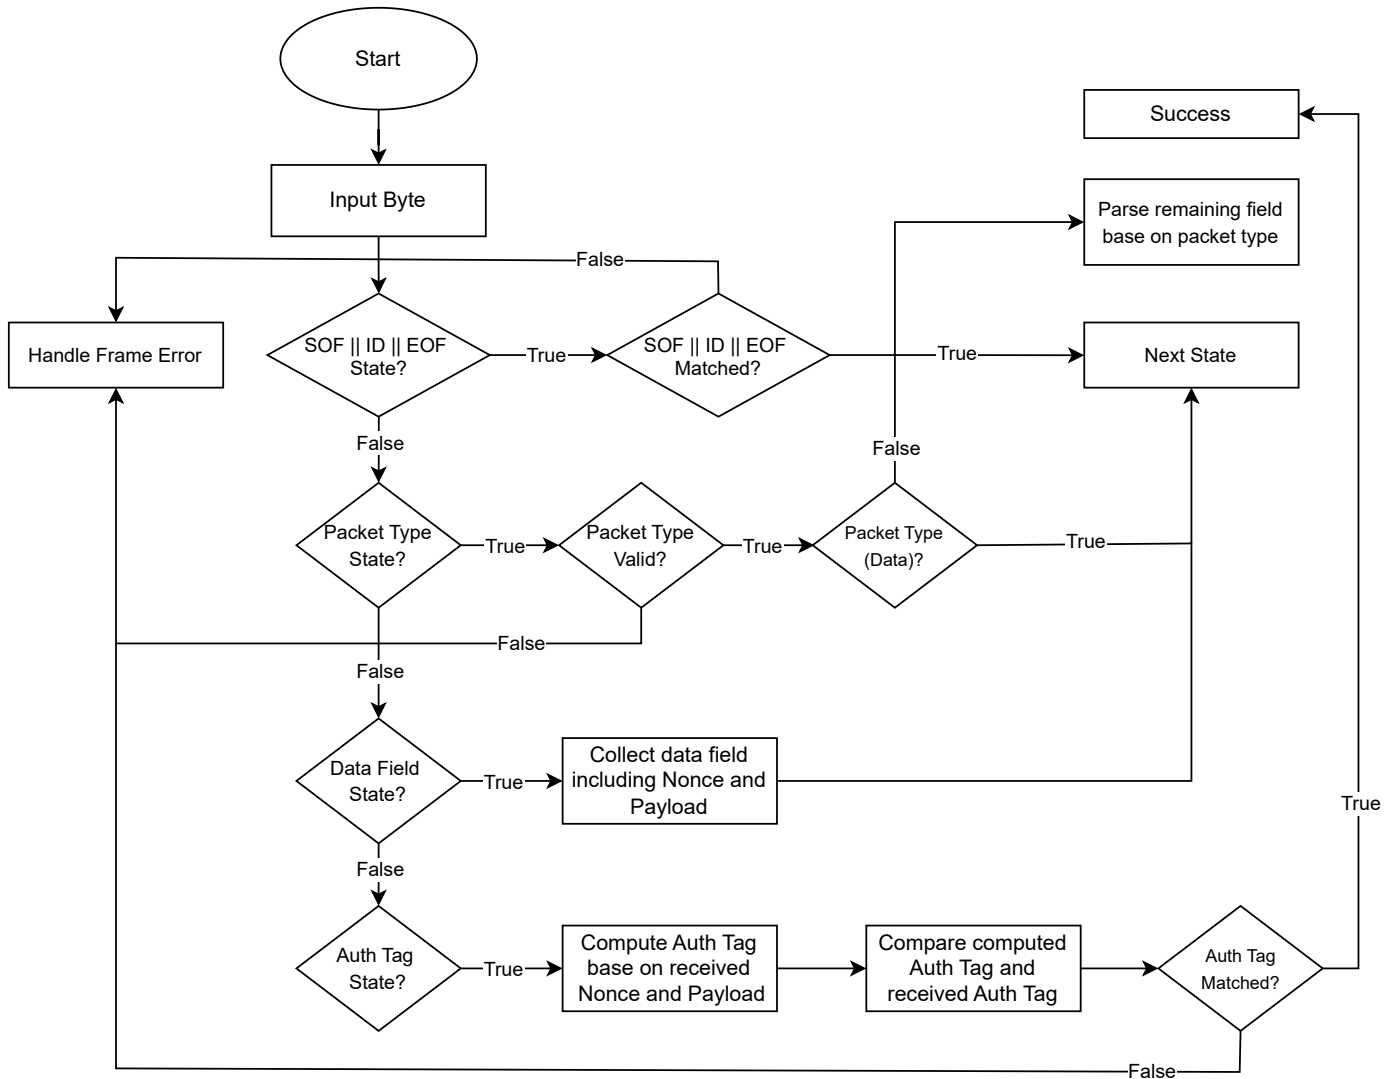 Start
Success
Input Byte
Parse remaining field
base on packet type
False
Handle Frame Error
SOF || ID || EOF
State?
True
SOF || ID || EOF
Matched?
True
Next State
False
False
Packet Type
State?
True
Packet Type
Valid?
True
Packet Type
(Data)?
True
False
False
Data Field
State?
True
Collect data field
including Nonce and
Payload
True
False
Auth Tag
State?
True
Compute Auth Tag
base on received
Nonce and Payload
Compare computed
Auth Tag and
received Auth Tag
Auth Tag
Matched?
False